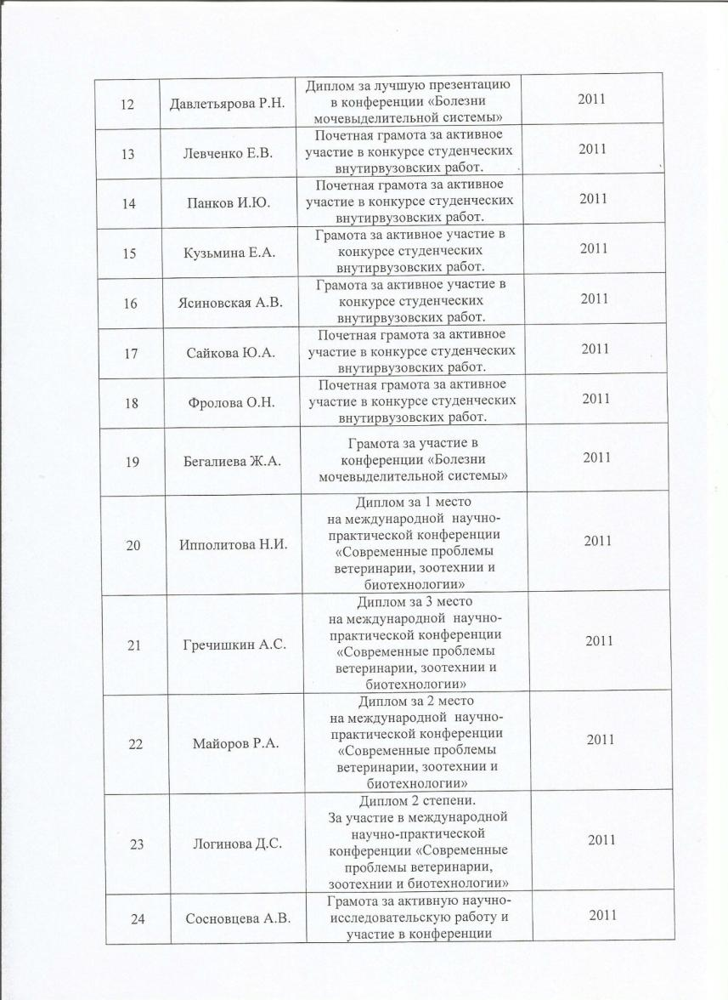 12
Давлетьярова Р.Н.
Диплом за лучшую презентацию
в конференции «Болезни
мочевыделительной системы»
2011
13
Левченко Е.В.
Почетная грамота за активное
участие в конкурсе студенческих
внутирвузовских работ.
2011
14
Панков И.Ю.
Почетная грамота за активное
участие в конкурсе студенческих
внутирвузовских работ.
2011
15
Кузьмина Е.А.
Грамота за активное участие в
конкурсе студенческих
внутирвузовских работ.
2011
16
Ясиновская А.В.
Грамота за активное участие в
конкурсе студенческих
внутирвузовских работ.
2011
17
Сайкова Ю.А.
Почетная грамота за активное
участие в конкурсе студенческих
внутирвузовских работ.
2011
18
Фролова О.Н.
Почетная грамота за активное
участие в конкурсе студенческих
внутирвузовских работ.
2011
19
Бегалиева Ж.А.
Грамота за участие в
конференции «Болезни
мочевыделительной системы»
2011
20
Ипполитова Н.И.
Диплом за 1 место
на международной научно-
практической конференции
«Современные проблемы
ветеринарии, зоотехнии и
биотехнологии»
2011
21
Гречишкин А.С.
Диплом за 3 место
на международной научно-
практической конференции
«Современные проблемы
ветеринарии, зоотехнии и
биотехнологии»
2011
22
Майоров Р.А.
Диплом за 2 место
на международной научно-
практической конференции
«Современные проблемы
ветеринарии, зоотехнии и
биотехнологии»
2011
23
Логинова Д.С.
Диплом 2 степени.
За участие в международной
научно-практической
конференции «Современные
проблемы ветеринарии,
зоотехнии и биотехнологии»
2011
24
Сосновцева А.В.
Грамота за активную научно-
исследовательскую работу и
участие в конференции
2011